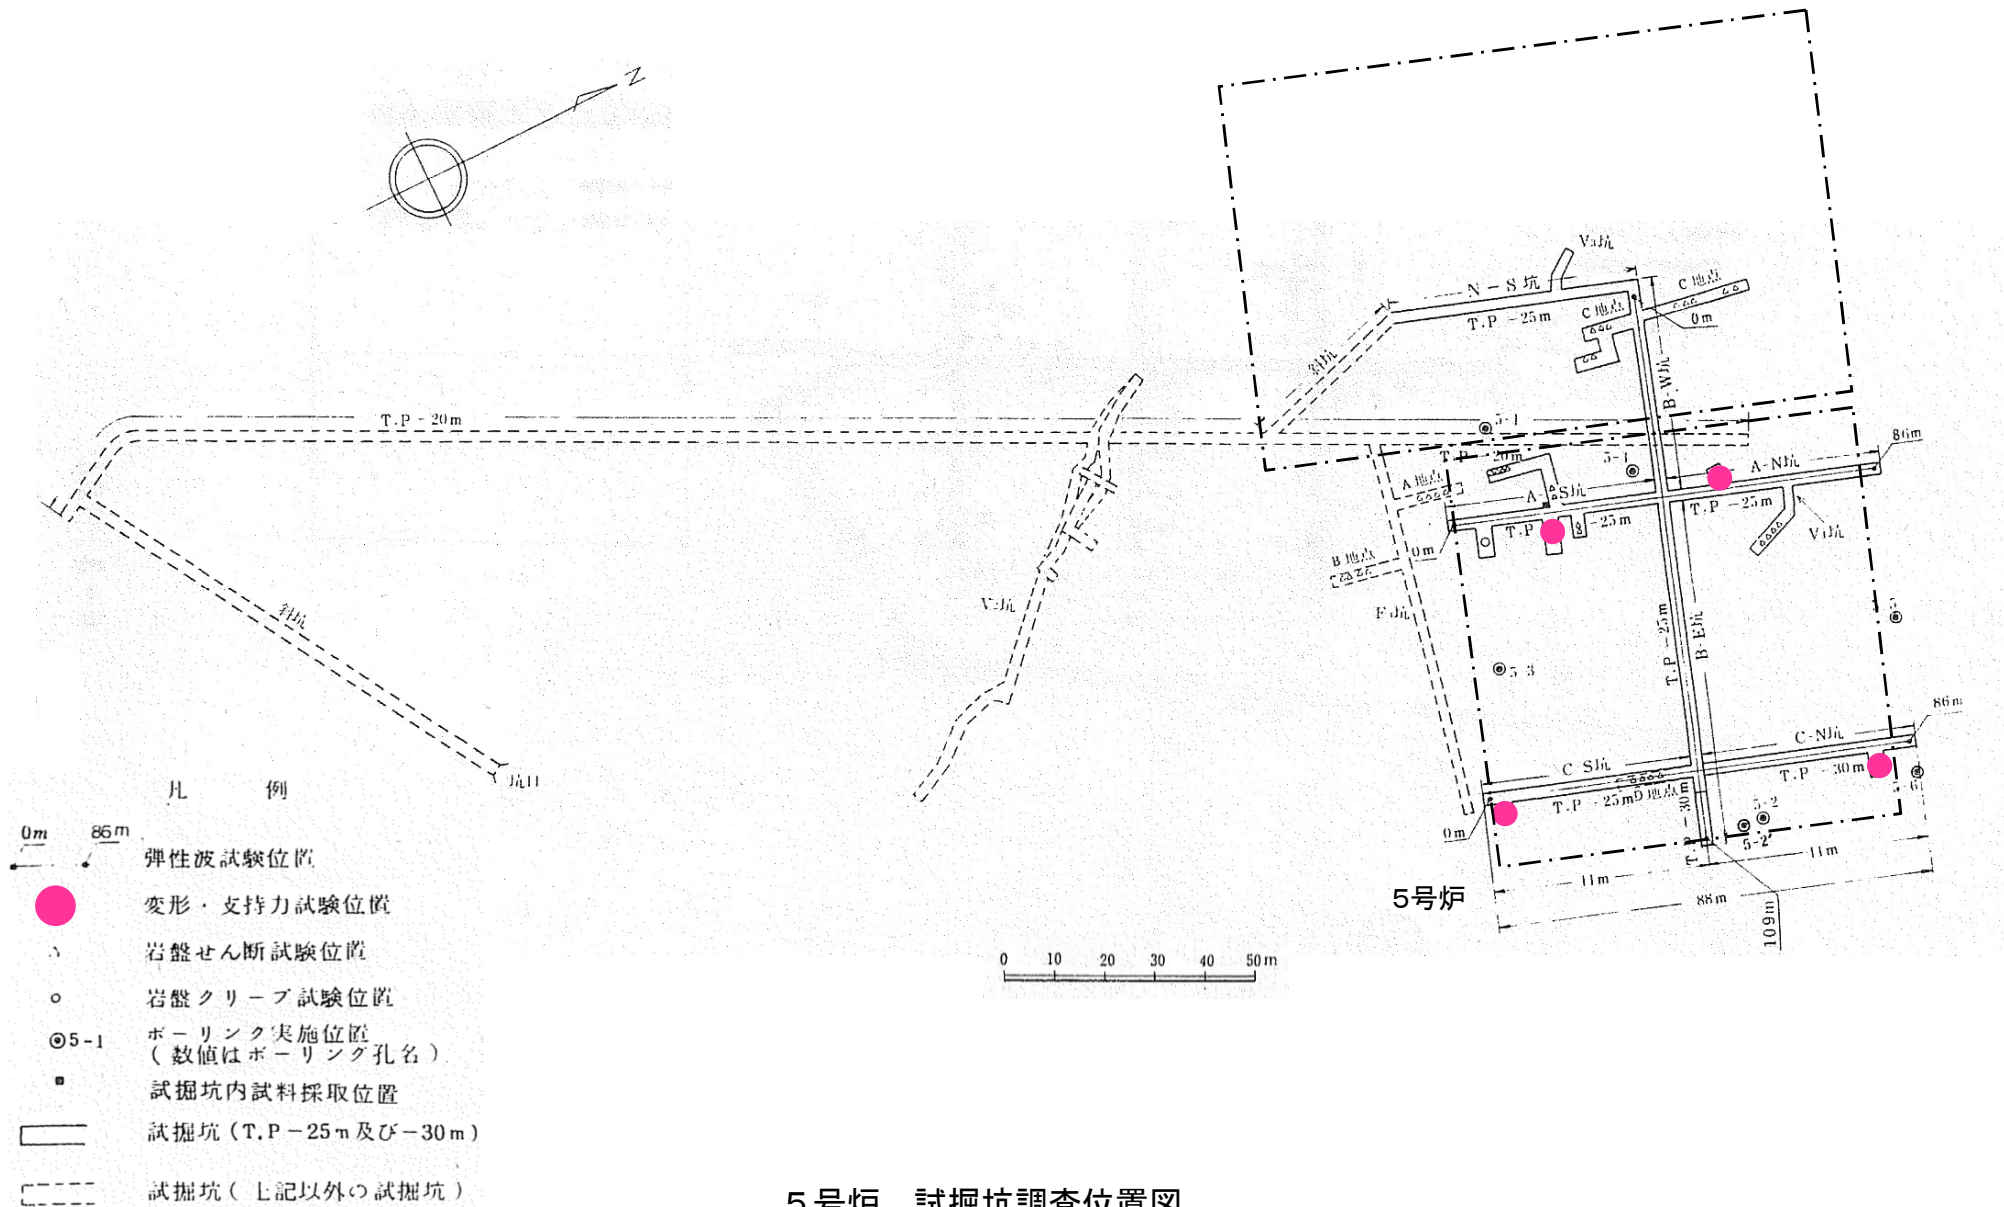 N
V₃坑
N-S坑
C地点
T.P-25m
C地点
0m
斜坑
B-W坑
T.P-20m
5-1
86m
T.P-20m
A-N坑
A地点
A-S坑
T.P-25m
T.P-25m
V₁坑
0m
B地点
斜坑
F₁坑
T.P-25m
B-E坑
5-3
86m
C-N坑
C-S坑
T.P-30m
T.P-25m
D地点
5-6
坑口
0m
5-2
5-2'
T.P-30m
11m
11m
88m
109m
5号炉
0 10 20 30 40 50m
凡 例
0m 86m
弾性波試験位置
変形・支持力試験位置
岩盤せん断試験位置
岩盤クリープ試験位置
5-1 ボーリング実施位置
(数値はボーリング孔名)
試掘坑内試料採取位置
試掘坑(T.P-25m及び-30m)
試掘坑(上記以外の試掘坑)
5号炉 試掘坑調査位置図